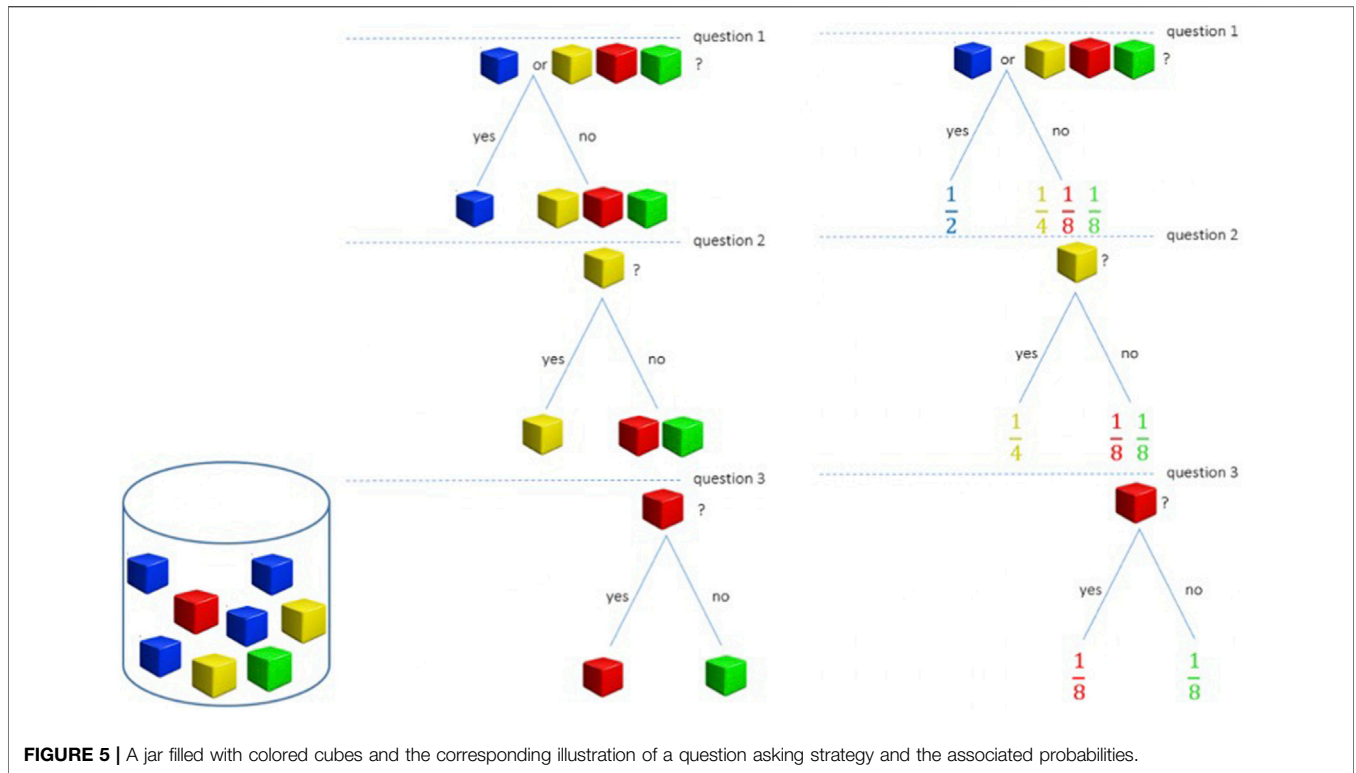 question 1
or
?
yes
no
question 2
?
yes
no
question 3
?
yes
no
question 1
or
?
yes
no
1/2
1/4 1/8 1/8
question 2
?
yes
no
1/4
1/8 1/8
question 3
?
yes
no
1/8
1/8
FIGURE 5 | A jar filled with colored cubes and the corresponding illustration of a question asking strategy and the associated probabilities.